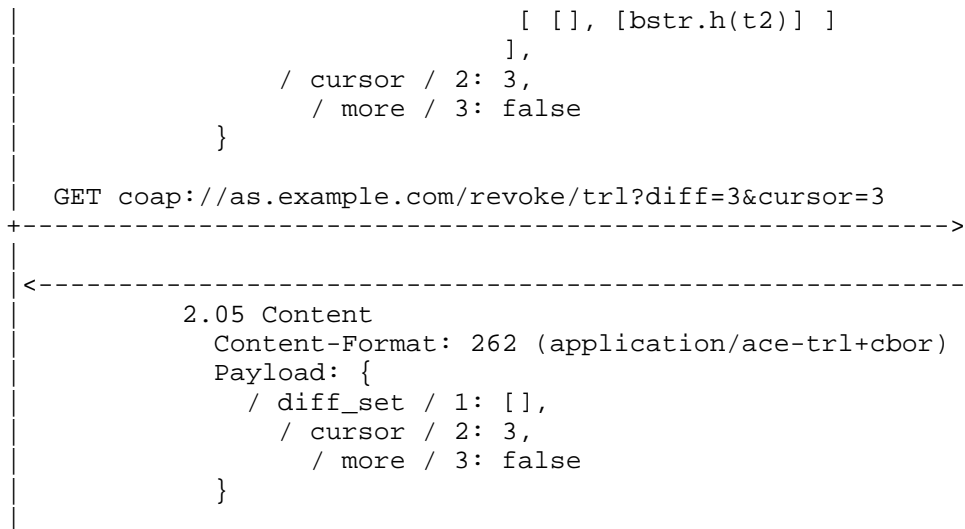 |                               [ [], [bstr.h(t2)] ]
|                              ],
|                / cursor / 2: 3,
|                  / more / 3: false
|            }
|
|  GET coap://as.example.com/revoke/trl?diff=3&cursor=3
+---------------------------------------------------------->
|
|<----------------------------------------------------------
|          2.05 Content
|            Content-Format: 262 (application/ace-trl+cbor)
|            Payload: {
|              / diff_set / 1: [],
|                / cursor / 2: 3,
|                  / more / 3: false
|            }
|